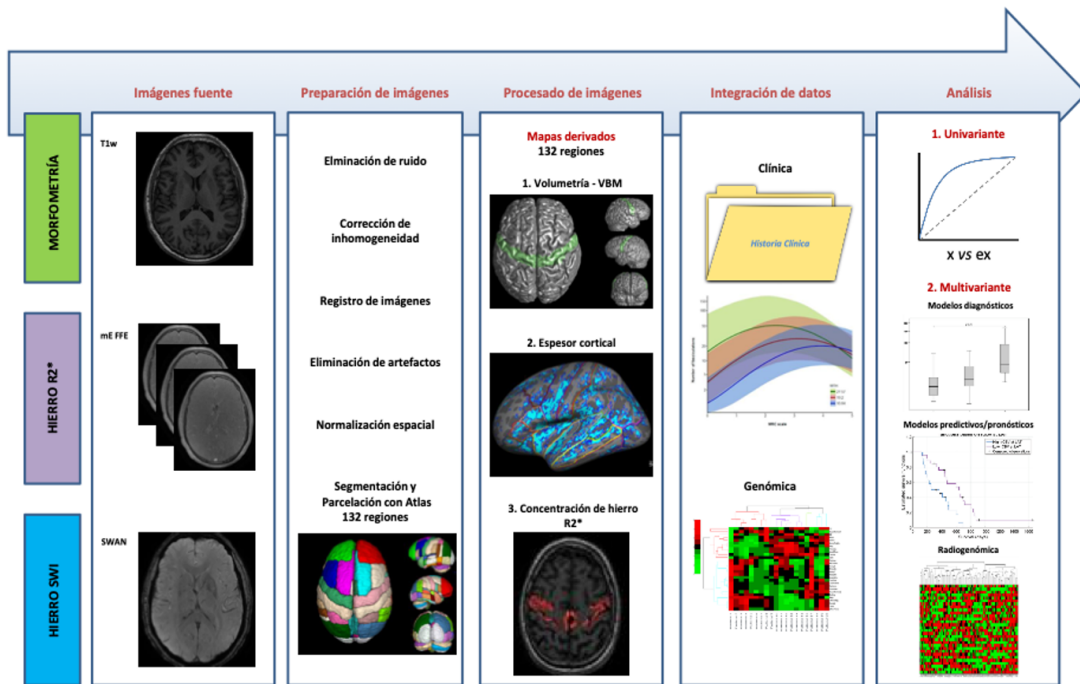 Imágenes fuente
Preparación de imágenes
Procesado de imágenes
Integración de datos
Análisis
MORFOMETRÍA
HIERRO R2*
HIERRO SWI
T1w
mE FFE
SWAN
Elminación de ruido
Corrección de
inhomogeneidad
Registro de imágenes
Eliminación de artefactos
Normalización espacial
Segmentación y
Parcelación con Atlas
132 regiones
Mapas derivados
132 regiones
1. Volumetría - VBM
2. Espesor cortical
3. Concentración de hierro
R2*
Clínica
Historia Clínica
Genómica
1. Univariante
x vs ex
2. Multivariante
Modelos diagnósticos
Modelos predictivos/pronósticos
Radiogenómica